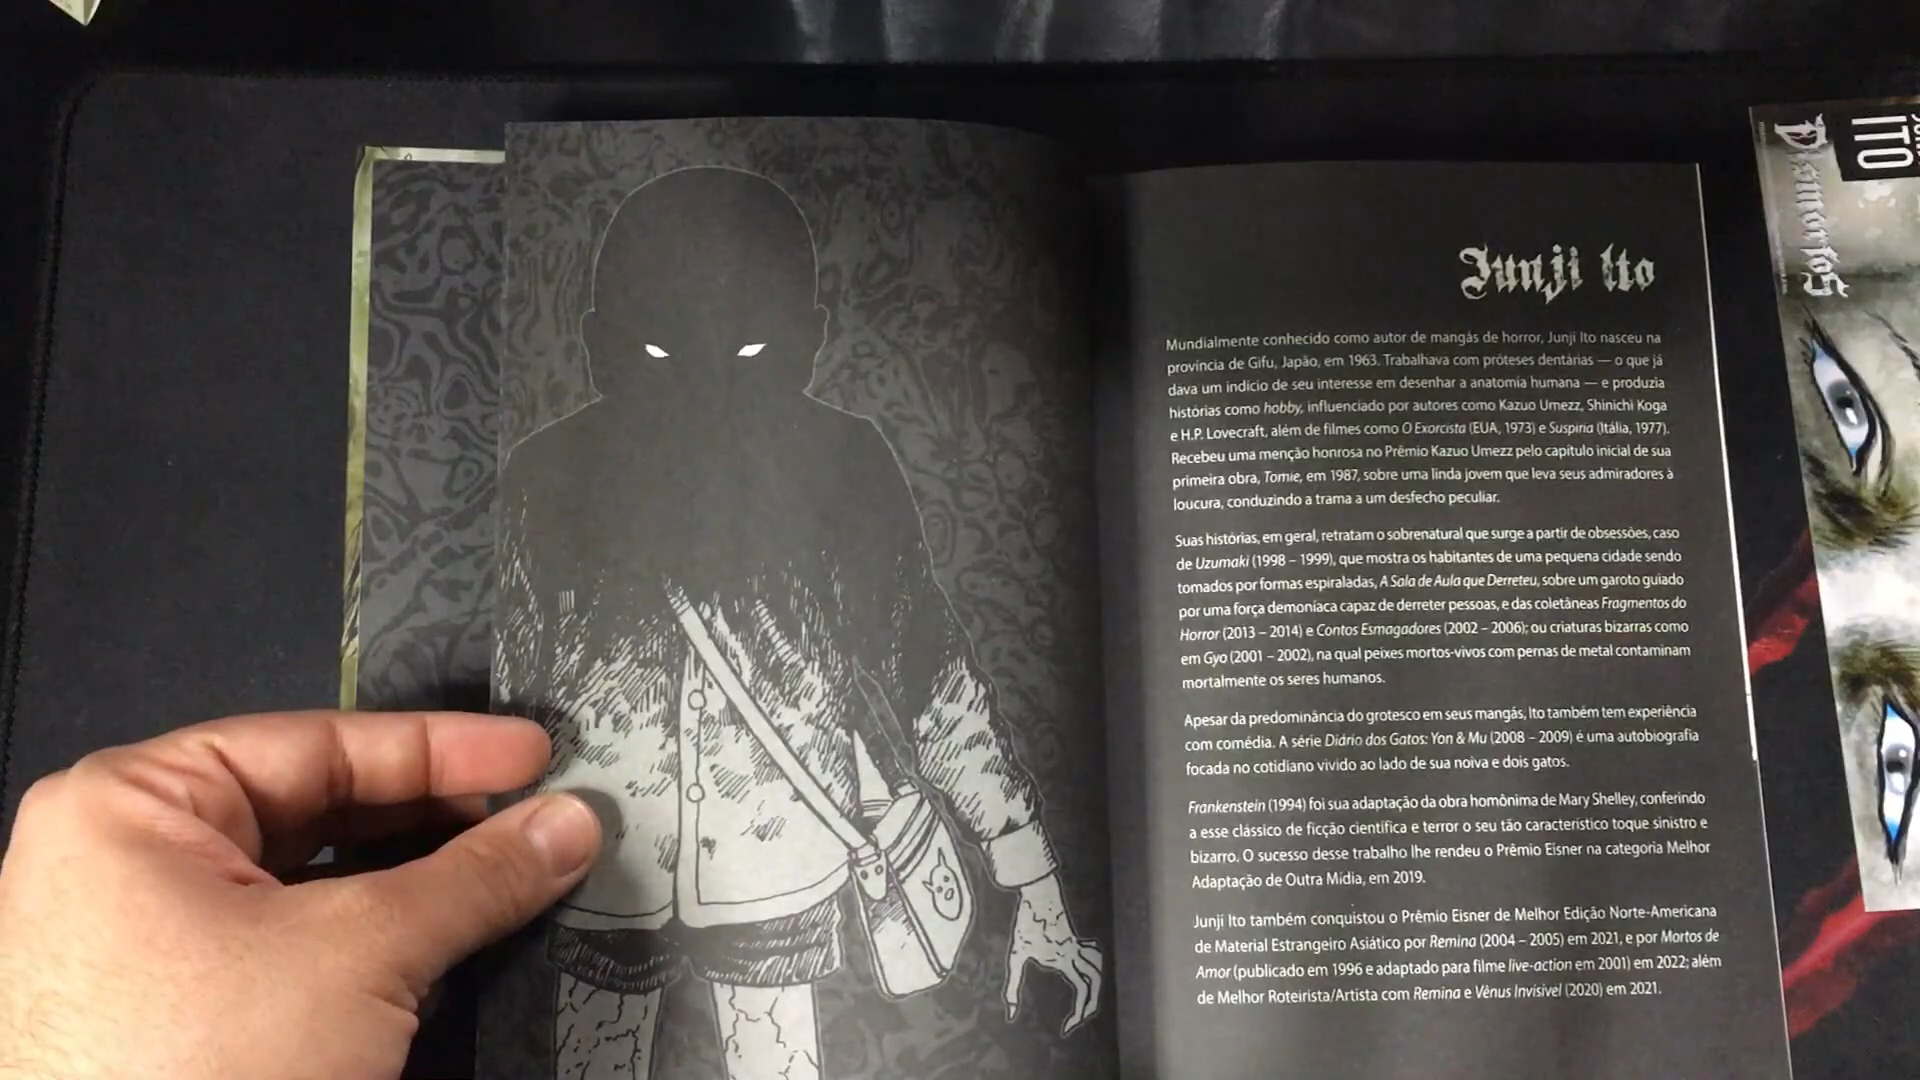 Junji Ito
Mundialmente conhecido como autor de mangás de horror, Junji Ito nasceu na
província de Gifu, Japão, em 1963. Trabalhava com próteses dentárias — o que já
dava um indício de seu interesse em desenhar a anatomia humana — e produzia
histórias como hobby, influenciado por autores como Kazuo Umezz, Shinichi Koga
e H.P. Lovecraft, além de filmes como O Exorcista (EUA, 1973) e Suspiria (Itália, 1977).
Recebeu uma menção honrosa no Prêmio Kazuo Umezz pelo capítulo inicial de sua
primeira obra, Tomie, em 1987, sobre uma linda jovem que leva seus admiradores à
loucura, conduzindo a trama a um desfecho peculiar.
Suas histórias, em geral, retratam o sobrenatural que surge a partir de obsessões, caso
de Uzumaki (1998 – 1999), que mostra os habitantes de uma pequena cidade sendo
tomados por formas espiraladas, A Sala de Aula que Derreteu, sobre um garoto guiado
por uma força demoníaca capaz de derreter pessoas, e das coletâneas Fragmentos do
Horror (2013 – 2014) e Contos Esmagadores (2002 – 2006); ou criaturas bizarras como
em Gyo (2001 – 2002), na qual peixes mortos-vivos com pernas de metal contaminam
mortalmente os seres humanos.
Apesar da predominância do grotesco em seus mangás, Ito também tem experiência
com comédia. A série Diário dos Gatos: Yon & Mu (2008 – 2009) é uma autobiografia
focada no cotidiano vivido ao lado de sua noiva e dois gatos.
Frankenstein (1994) foi sua adaptação da obra homônima de Mary Shelley, conferindo
a esse clássico de ficção científica e terror o seu tão característico toque sinistro e
bizarro. O sucesso desse trabalho lhe rendeu o Prêmio Eisner na categoria Melhor
Adaptação de Outra Mídia, em 2019.
Junji Ito também conquistou o Prêmio Eisner de Melhor Edição Norte-Americana
de Material Estrangeiro Asiático por Remina (2004 – 2005) em 2021, e por Mortos de
Amor (publicado em 1996 e adaptado para filme live-action em 2001) em 2022; além
de Melhor Roteirista/Artista com Remina e Vênus Invisível (2020) em 2021.
ITO